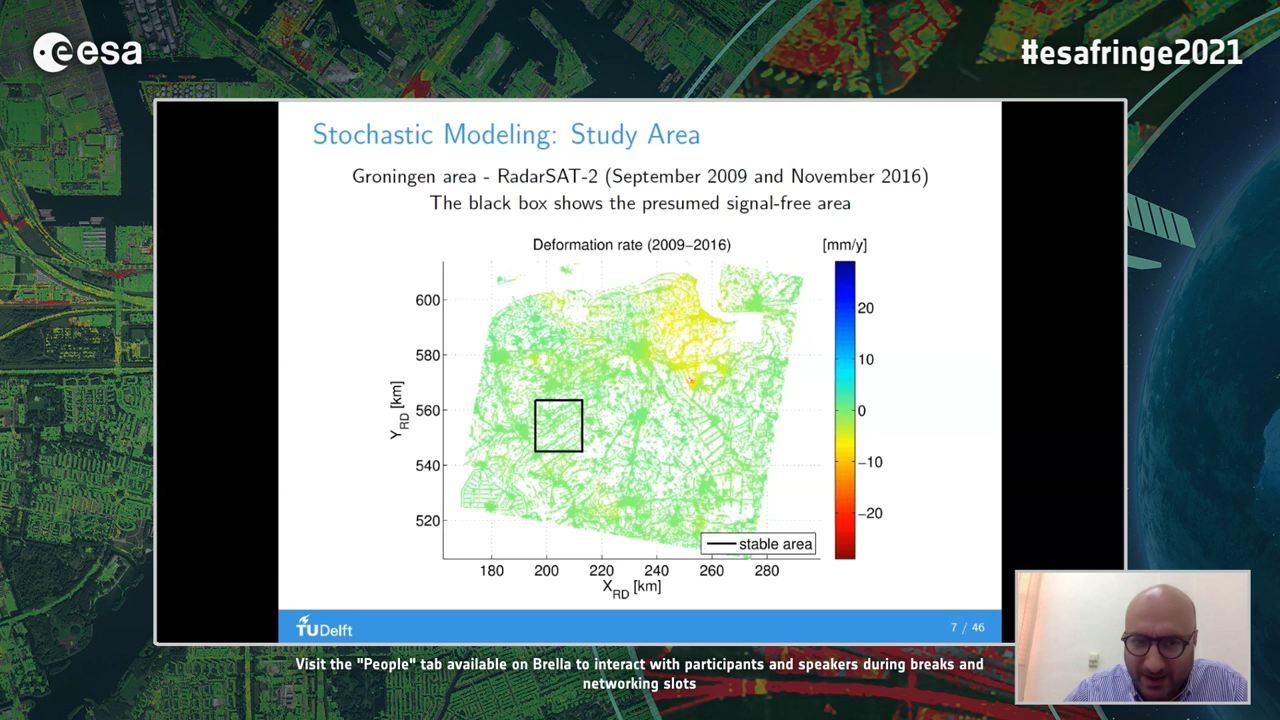 esa
#esafringe2021
Stochastic Modeling: Study Area
Groningen area - RadarSAT-2 (September 2009 and November 2016)
The black box shows the presumed signal-free area
Deformation rate (2009–2016)
[mm/y]
600
580
560
540
520
Y_RD [km]
180
200
220
240
260
280
X_RD [km]
stable area
20
10
0
−10
−20
TUDelft
7 / 46
Visit the "People" tab available on Brella to interact with participants and speakers during breaks and
networking slots